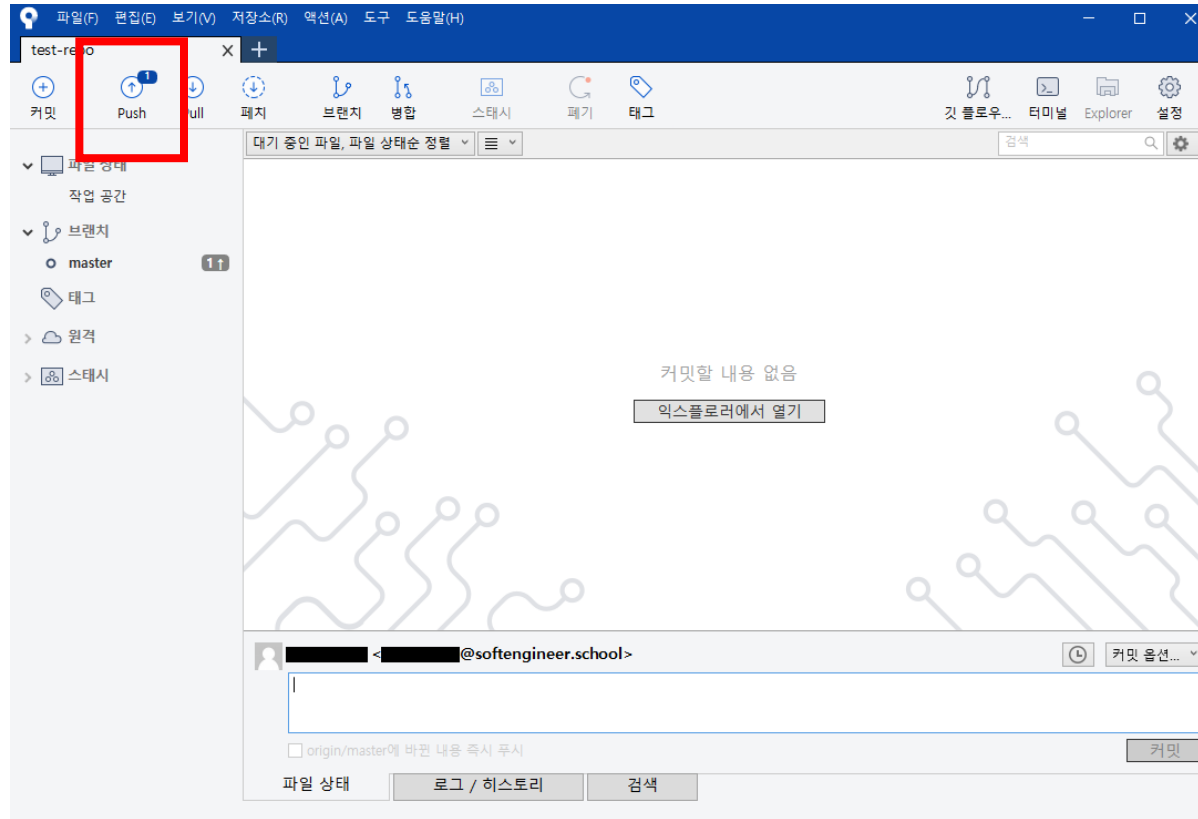 파일(F) 편집(E) 보기(V) 저장소(R) 액션(A) 도구 도움말(H)
test-repo
1
커밋 Push Pull 페치 브랜치 병합 스태시 폐기 태그 깃 플로우... 터미널 Explorer 설정
대기 중인 파일, 파일 상태순 정렬 검색
파일 상태
작업 공간
브랜치
master 1↑
태그
원격
스태시
커밋할 내용 없음
익스플로러에서 열기
< @softengineer.school> 커밋 옵션...
origin/master에 바뀐 내용 즉시 푸시 커밋
파일 상태 로그 / 히스토리 검색